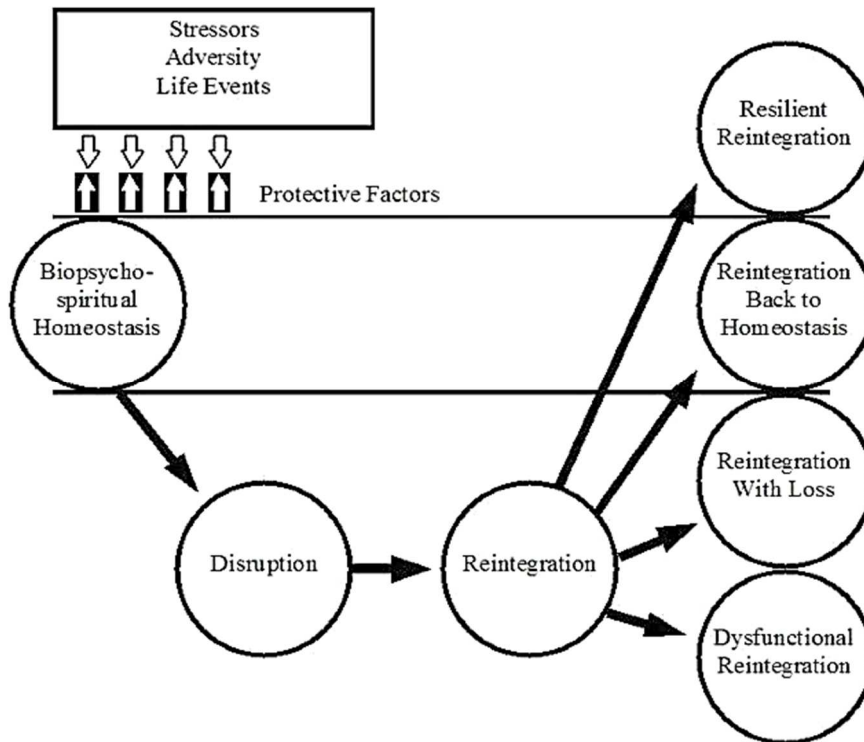 Stressors
Adversity
Life Events
Protective Factors
Biopsycho-
spiritual
Homeostasis
Disruption
Reintegration
Resilient
Reintegration
Reintegration
Back to
Homeostasis
Reintegration
With Loss
Dysfunctional
Reintegration